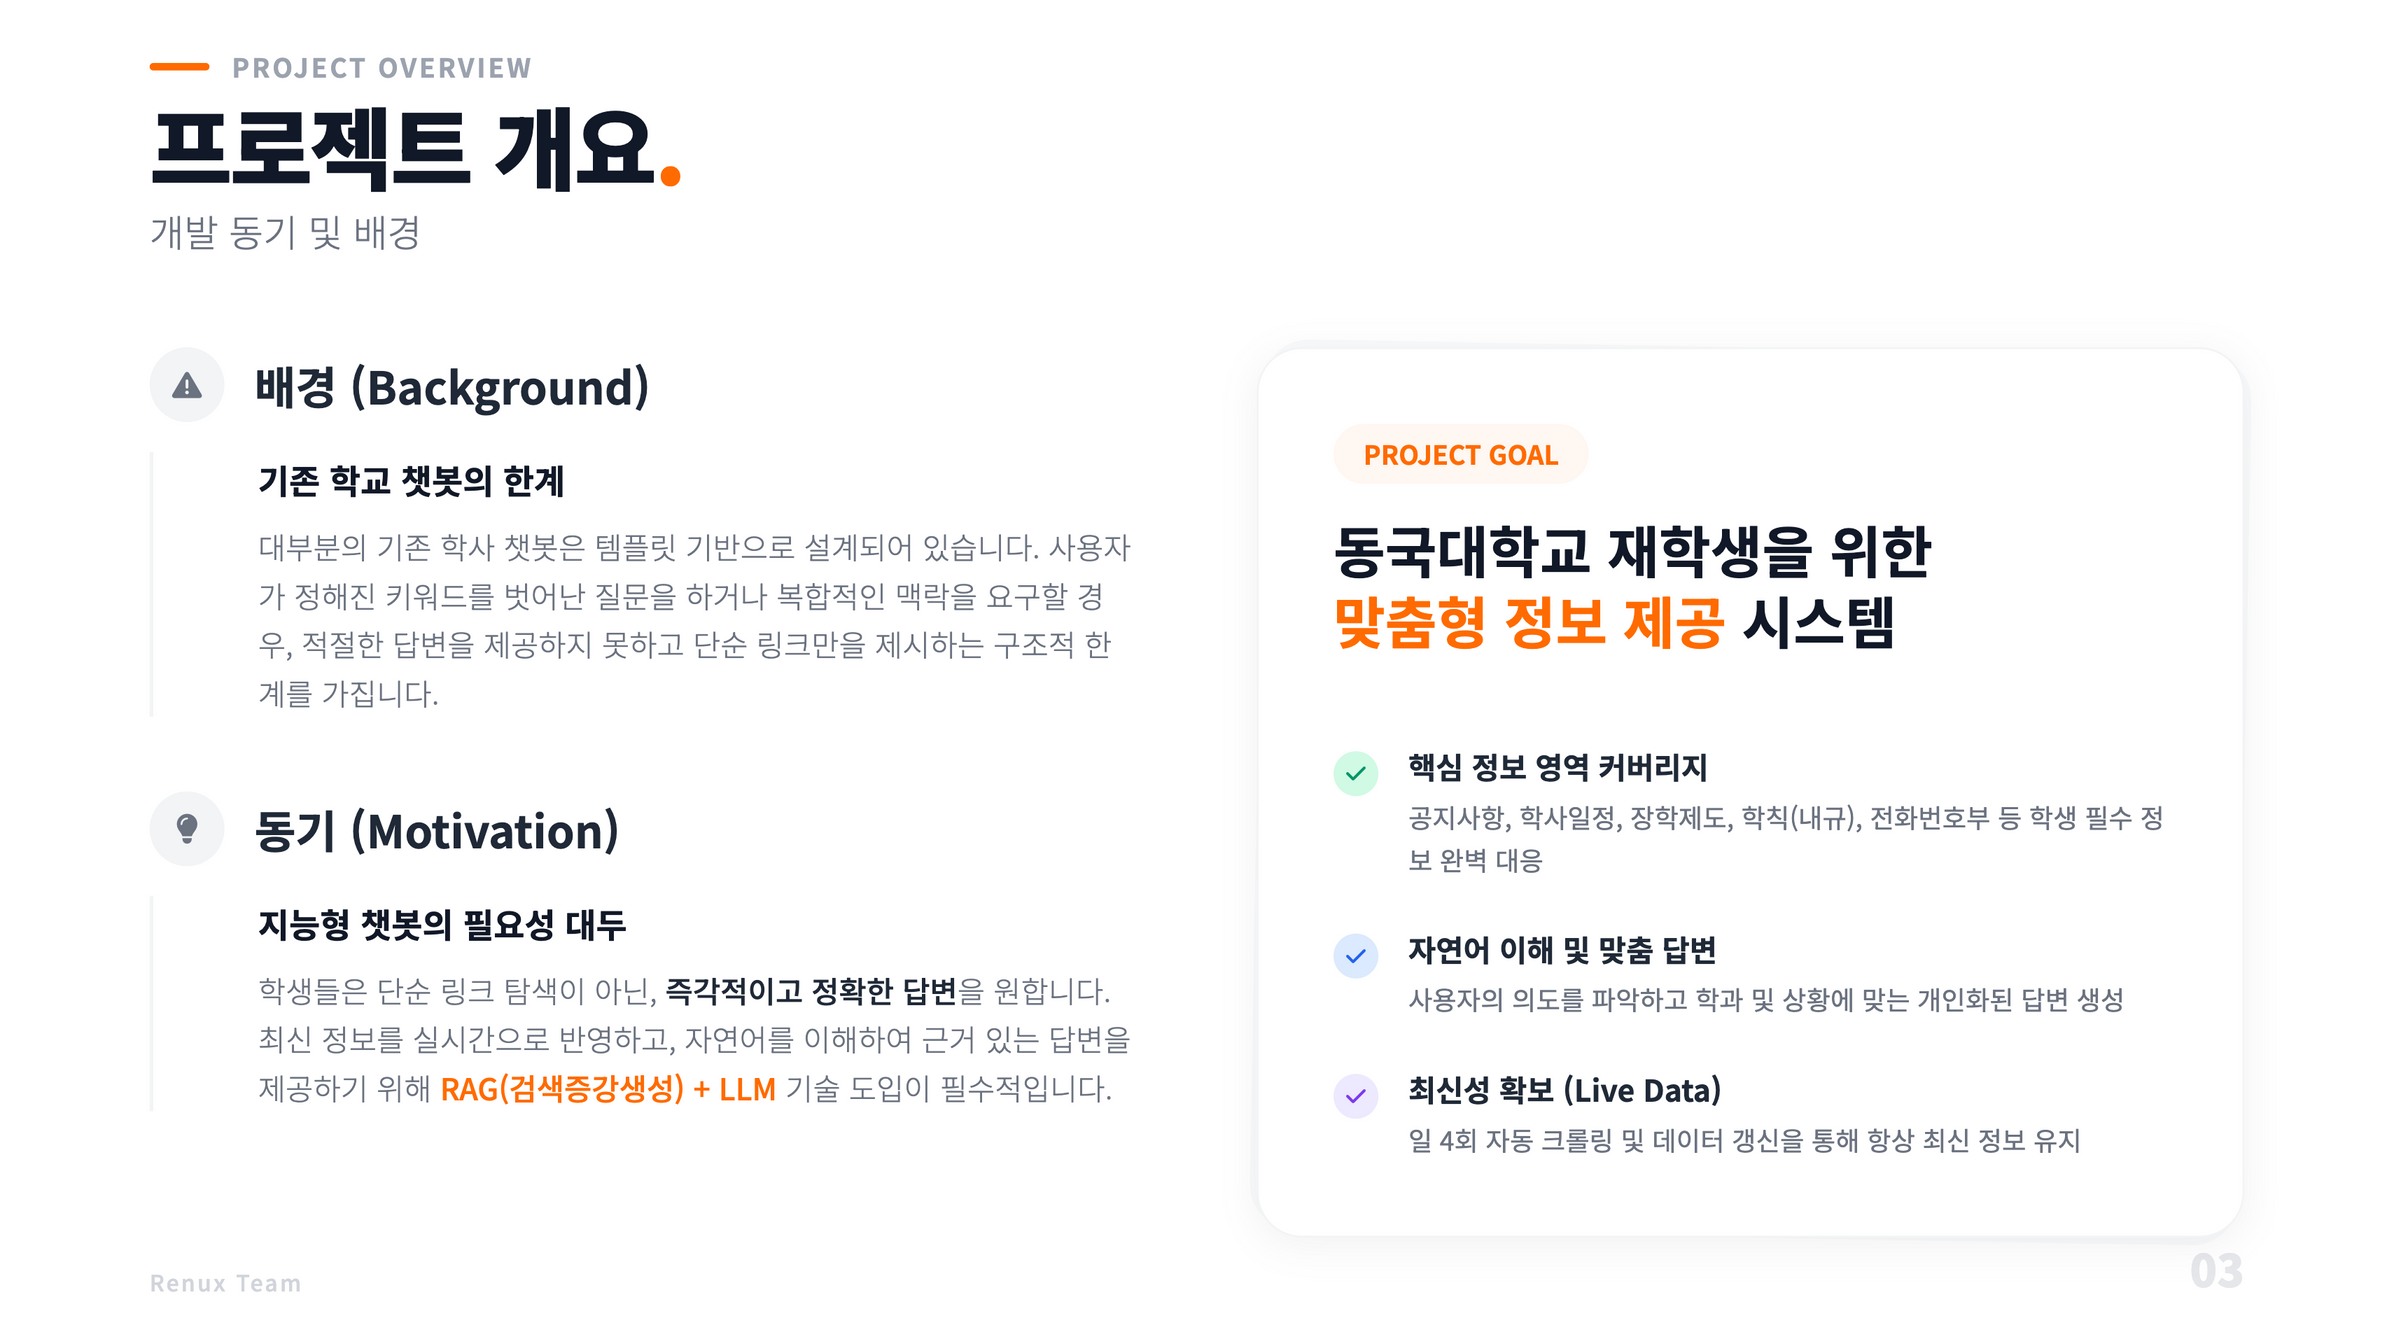 PROJECT OVERVIEW
프로젝트 개요.
개발 동기 및 배경
배경 (Background)
기존 학교 챗봇의 한계
대부분의 기존 학사 챗봇은 템플릿 기반으로 설계되어 있습니다. 사용자
가 정해진 키워드를 벗어난 질문을 하거나 복합적인 맥락을 요구할 경
우, 적절한 답변을 제공하지 못하고 단순 링크만을 제시하는 구조적 한
계를 가집니다.
동기 (Motivation)
지능형 챗봇의 필요성 대두
학생들은 단순 링크 탐색이 아닌, 즉각적이고 정확한 답변을 원합니다.
최신 정보를 실시간으로 반영하고, 자연어를 이해하여 근거 있는 답변을
제공하기 위해 RAG(검색증강생성) + LLM 기술 도입이 필수적입니다.
PROJECT GOAL
동국대학교 재학생을 위한
맞춤형 정보 제공 시스템
핵심 정보 영역 커버리지
공지사항, 학사일정, 장학제도, 학칙(내규), 전화번호부 등 학생 필수 정
보 완벽 대응
자연어 이해 및 맞춤 답변
사용자의 의도를 파악하고 학과 및 상황에 맞는 개인화된 답변 생성
최신성 확보 (Live Data)
일 4회 자동 크롤링 및 데이터 갱신을 통해 항상 최신 정보 유지
Renux Team
03